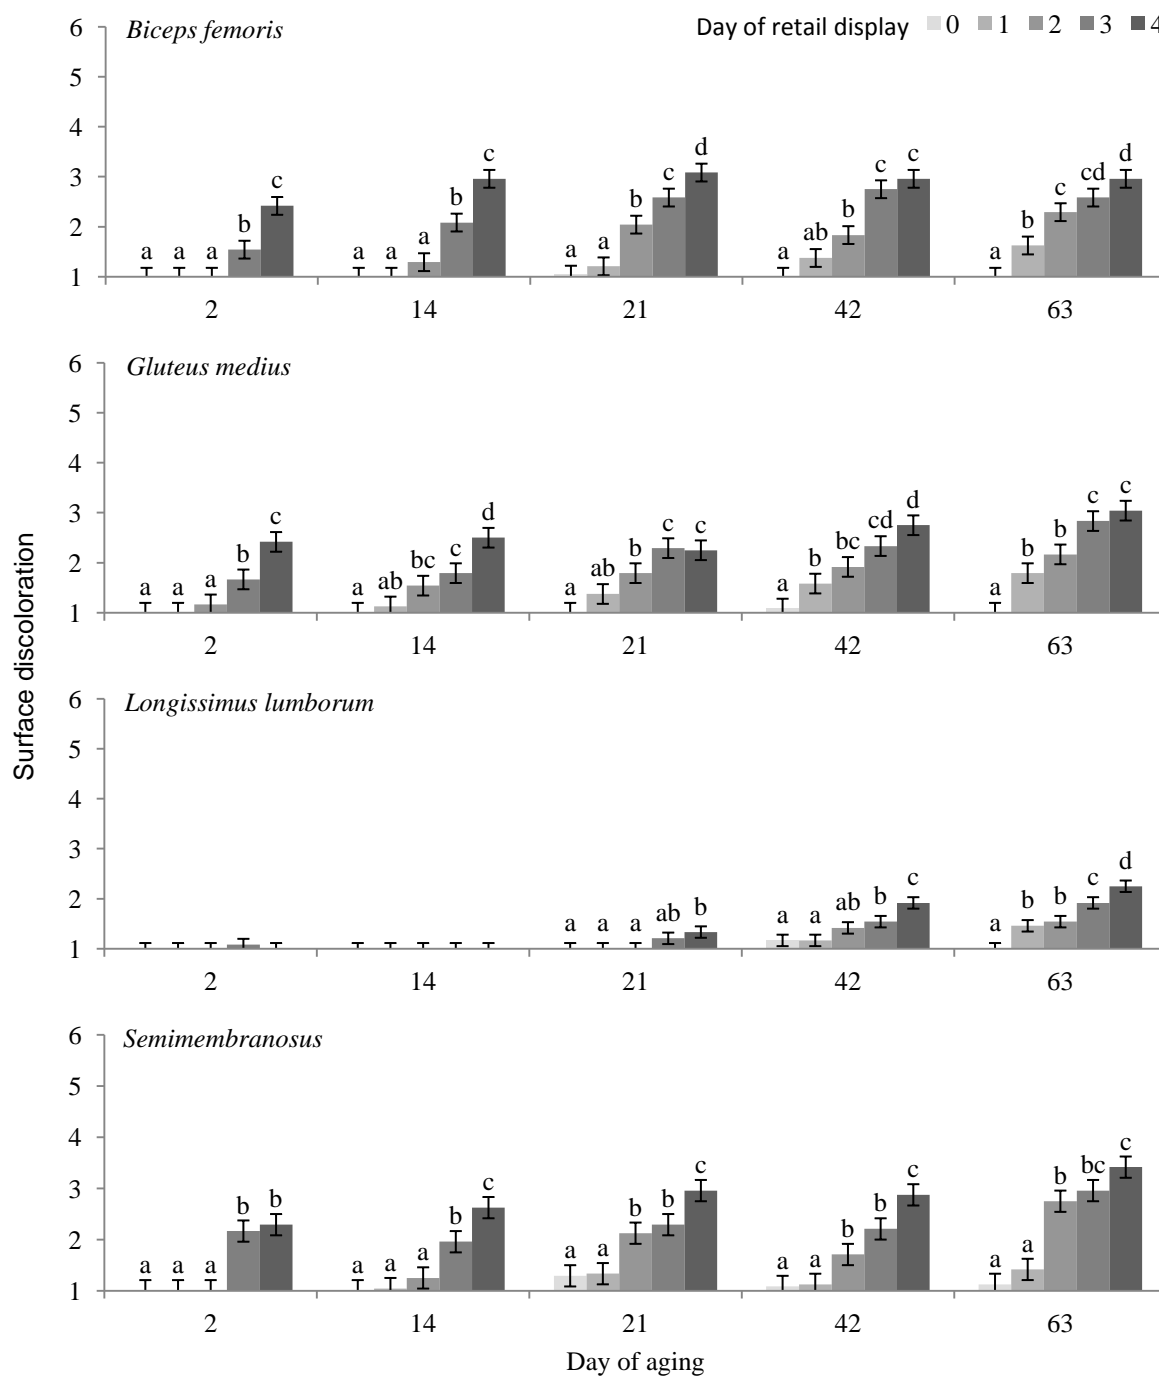 Biceps femoris
Day of retail display 0 1 2 3 4
6
5
4
3
2
1
a a a b c
a a a b c
a a b c d
a ab b c c
a b c cd d
2 14 21 42 63
Gluteus medius
6
5
4
3
2
1
a a a b c
a ab bc c d
a ab b c c
a b bc cd d
a b b c c
2 14 21 42 63
Surface discoloration
Longissimus lumborum
6
5
4
3
2
1
a a a ab b
a a ab b c
a b b c d
2 14 21 42 63
Semimembranosus
6
5
4
3
2
1
a a a b b
a a a b c
a a b b c
a a b b c
a a b bc c
2 14 21 42 63
Day of aging